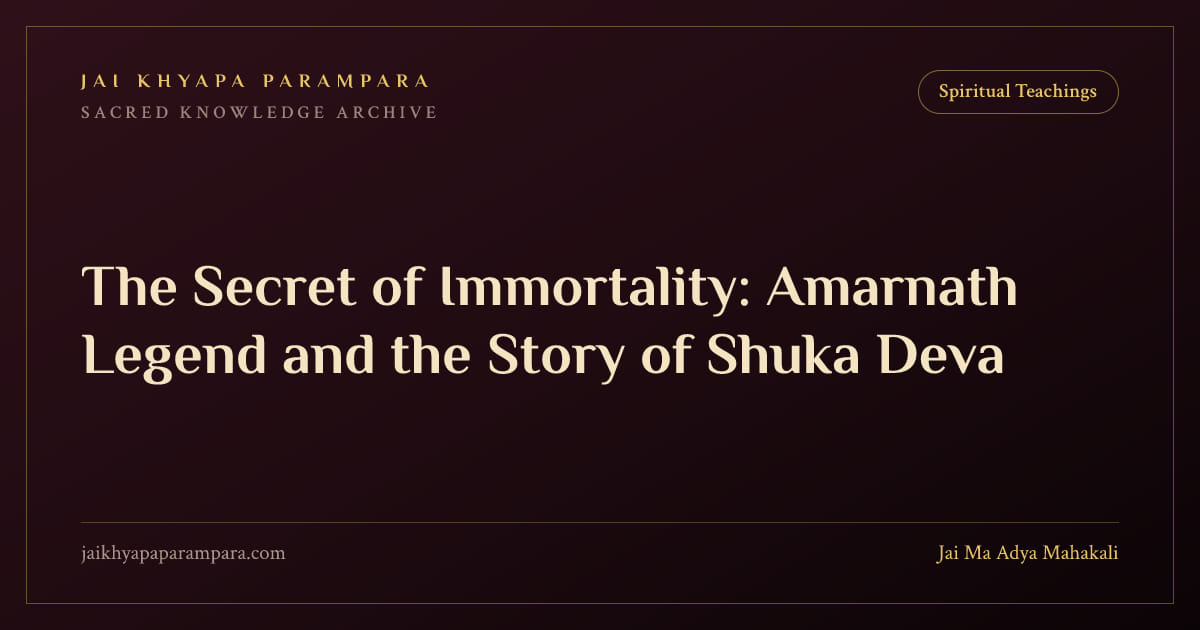 JAI KHYAPA PARAMPARA
SACRED KNOWLEDGE ARCHIVE
Spiritual Teachings
The Secret of Immortality: Amarnath
Legend and the Story of Shuka Deva
jaikhyapaparampara.com
Jai Ma Adya Mahakali